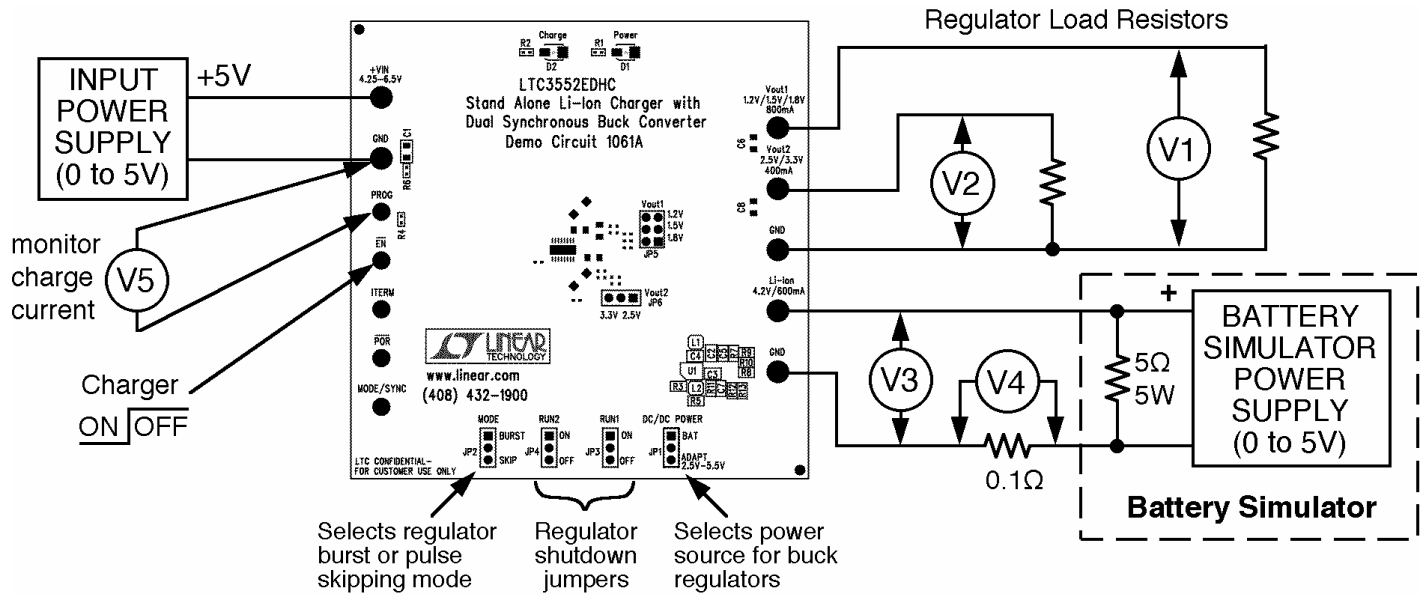 Regulator Load Resistors
INPUT
POWER
SUPPLY
(0 to 5V)
+5V
monitor
charge
current
V5
Charger
ON OFF
+VIN
4.25-6.5V
GND
PROG
EN
ITERM
POR
MODE/SYNC
C1
R6
R4
R2
Charge
D2
R1
Power
D1
LTC3552EDHC
Stand Alone Li-Ion Charger with
Dual Synchronous Buck Converter
Demo Circuit 1061A
Vout1
1.2V
1.5V
1.8V
JP5
Vout2
JP6
3.3V 2.5V
LINEAR
TECHNOLOGY
www.linear.com
(408) 432-1900
L1
C4
C2
C5
R7
R9
R10
R8
U1
C3
R3
L2
R11
C7
R5
MODE
BURST
JP2
SKIP
RUN2
ON
JP4
OFF
RUN1
ON
JP3
OFF
DC/DC POWER
BAT
JP1
ADAPT
2.5V-5.5V
LTC CONFIDENTIAL-
FOR CUSTOMER USE ONLY
Vout1
1.2V/1.5V/1.8V
800mA
C6
Vout2
2.5V/3.3V
400mA
C8
GND
Li-Ion
4.2V/600mA
GND
V1
V2
V3
V4
0.1Ω
+
5Ω
5W
BATTERY
SIMULATOR
POWER
SUPPLY
(0 to 5V)
Battery Simulator
Selects regulator
burst or pulse
skipping mode
Regulator
shutdown
jumpers
Selects power
source for buck
regulators